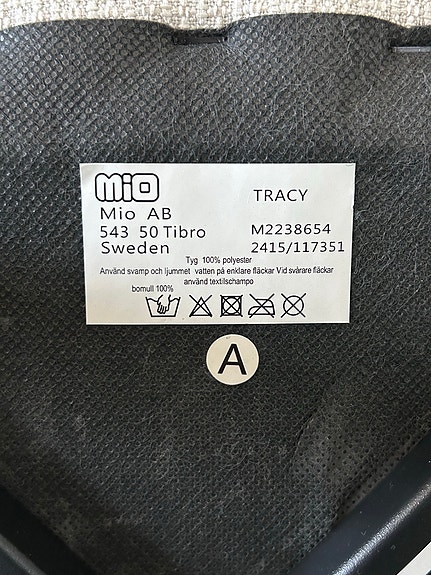 MiO
TRACY
Mio AB
543 50 Tibro
M2238654
Sweden
2415/117351
Tyg 100% polyester
Använd svamp och ljummet vatten på enklare fläckar Vid svårare fläckar
använd textilschampo
bomull 100%
A